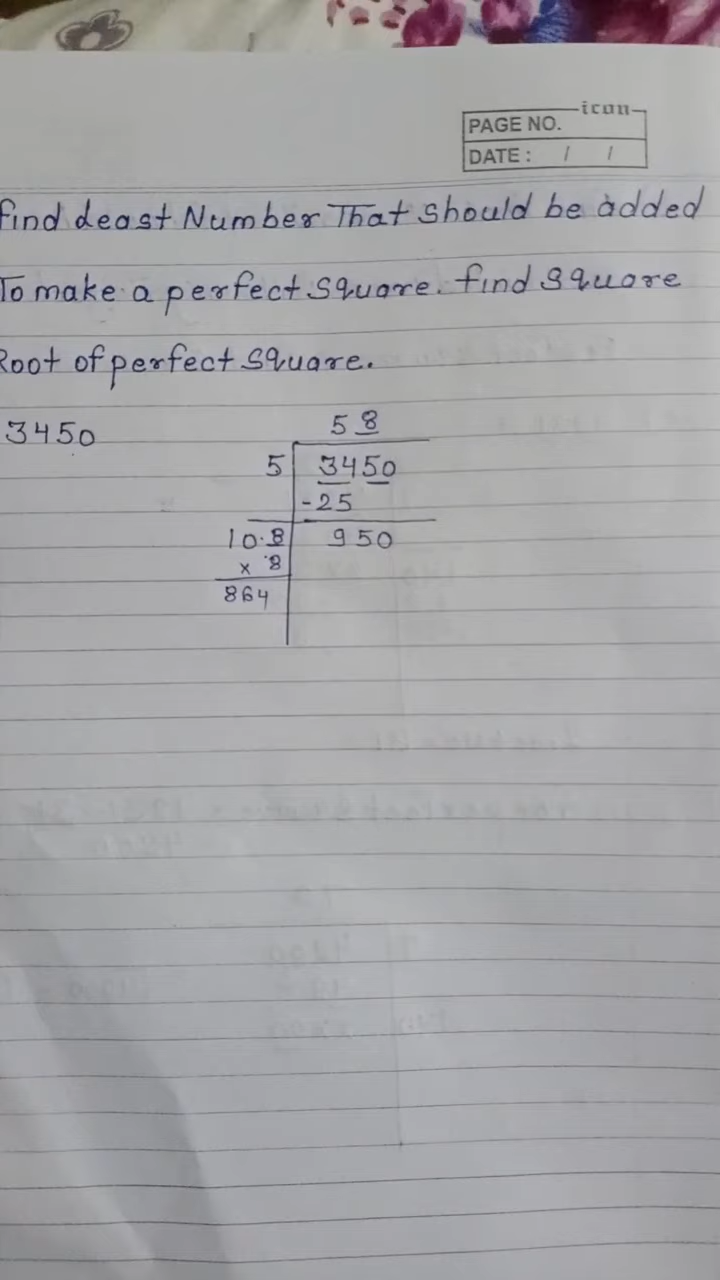 icon
PAGE NO.
DATE : / /
Find Least Number That should be added
To make a perfect square. find square
Root of perfect square.
3450
58
5 3450
-25
10.8 950
x 8
864